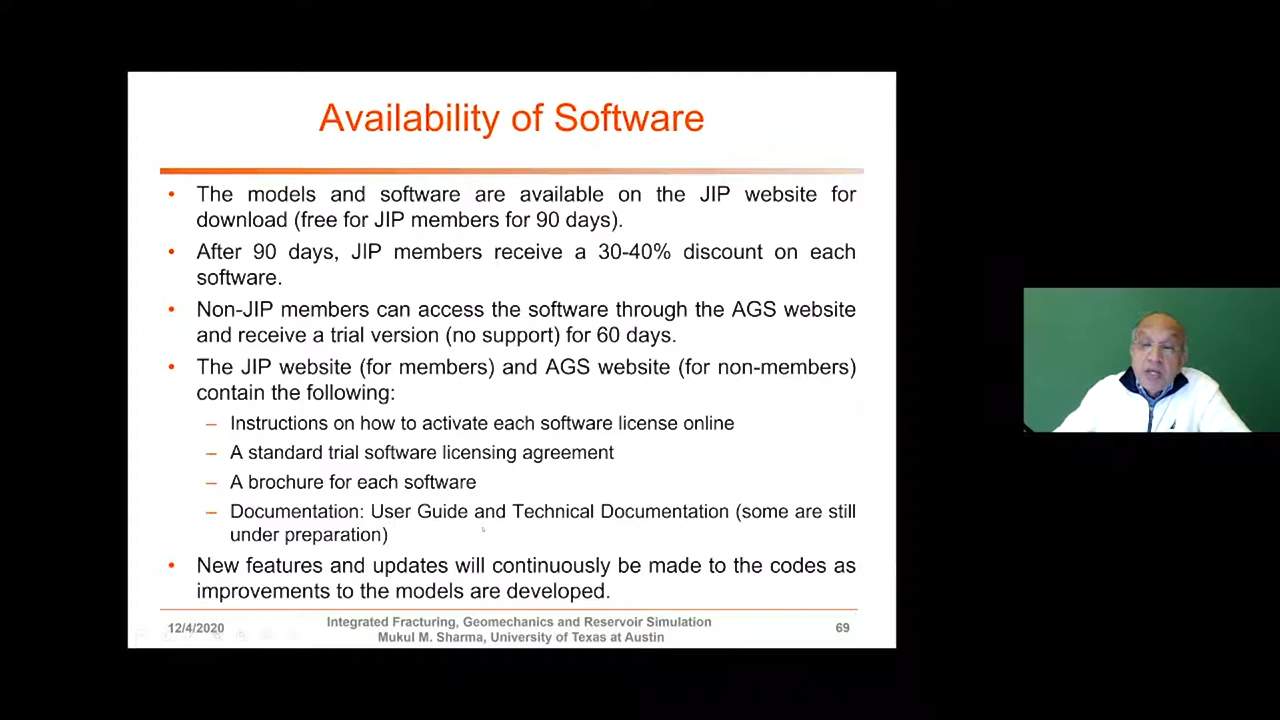 Availability of Software
• The models and software are available on the JIP website for
download (free for JIP members for 90 days).
• After 90 days, JIP members receive a 30-40% discount on each
software.
• Non-JIP members can access the software through the AGS website
and receive a trial version (no support) for 60 days.
• The JIP website (for members) and AGS website (for non-members)
contain the following:
– Instructions on how to activate each software license online
– A standard trial software licensing agreement
– A brochure for each software
– Documentation: User Guide and Technical Documentation (some are still
under preparation)
• New features and updates will continuously be made to the codes as
improvements to the models are developed.
12/4/2020
Integrated Fracturing, Geomechanics and Reservoir Simulation
Mukul M. Sharma, University of Texas at Austin
69